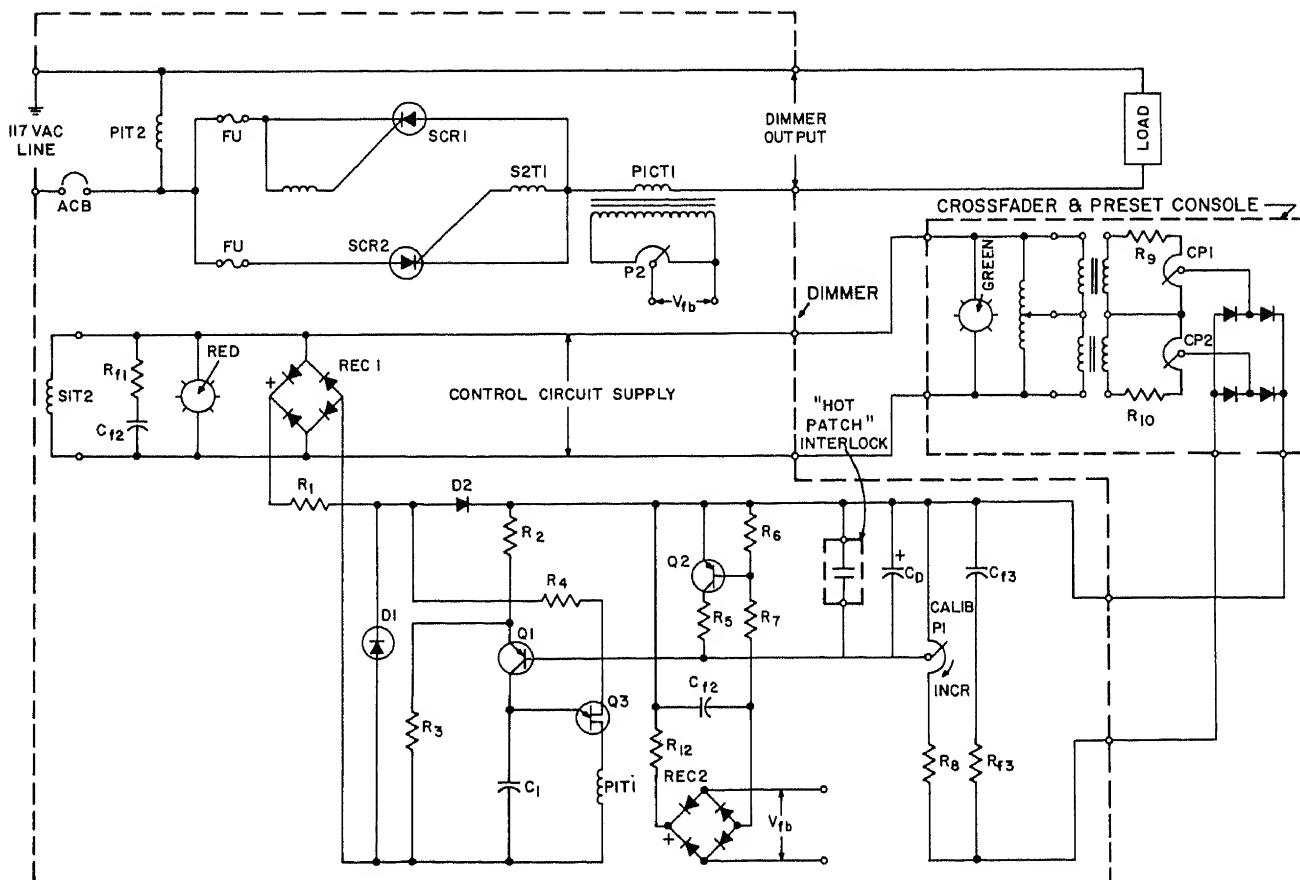 117 VAC
LINE
ACB
PIT2
FU
SCR1
S2T1
FU
SCR2
PICT1
P2
Vfb
DIMMER
OUTPUT
LOAD
CROSSFADER & PRESET CONSOLE
GREEN
R9
CP1
CP2
R10
DIMMER
SIT2
Rf1
Cf2
RED
REC 1
+
CONTROL CIRCUIT SUPPLY
"HOT
PATCH"
INTERLOCK
R1
D2
R2
R4
D1
Q1
R3
Q3
C1
PIT1
Q2
R6
R5
R7
Cf2
R12
REC2
+
Vfb
+
CD
CALIB
P1
INCR
Cf3
R8
Rf3